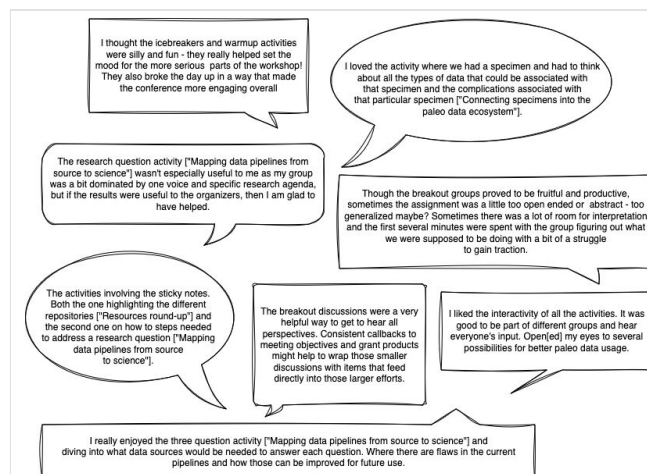 I thought the icebreakers and warmup activities
were silly and fun - they really helped set the
mood for the more serious parts of the workshop!
They also broke the day up in a way that made
the conference more engaging overall
I loved the activity where we had a specimen and had to think
about all the types of data that could be associated with
that specimen and the complications associated with
that particular specimen ["Connecting specimens into the
paleo data ecosystem"].
The research question activity ["Mapping data pipelines from
source to science"] wasn't especially useful to me as my group
was a bit dominated by one voice and specific research agenda,
but if the results were useful to the organizers, then I am glad to
have helped.
Though the breakout groups proved to be fruitful and productive,
sometimes the assignment was a little too open ended or abstract - too
generalized maybe? Sometimes there was a lot of room for interpretation
and the first several minutes were spent with the group figuring out what
we were supposed to be doing with a bit of a struggle
to gain traction.
The activities involving the sticky notes.
Both the one highlighting the different
repositories ["Resources round-up"] and
the second one on how to steps needed
to address a research question ["Mapping
data pipelines from source
to science"].
The breakout discussions were a very
helpful way to get to hear all
perspectives. Consistent callbacks to
meeting objectives and grant products
might help to wrap those smaller
discussions with items that feed
directly into those larger efforts.
I liked the interactivity of all the activities. It was
good to be part of different groups and hear
everyone's input. Open[ed] my eyes to several
possibilities for better paleo data usage.
I really enjoyed the three question activity ["Mapping data pipelines from source to science"] and
diving into what data sources would be needed to answer each question. Where there are flaws in the current
pipelines and how those can be improved for future use.